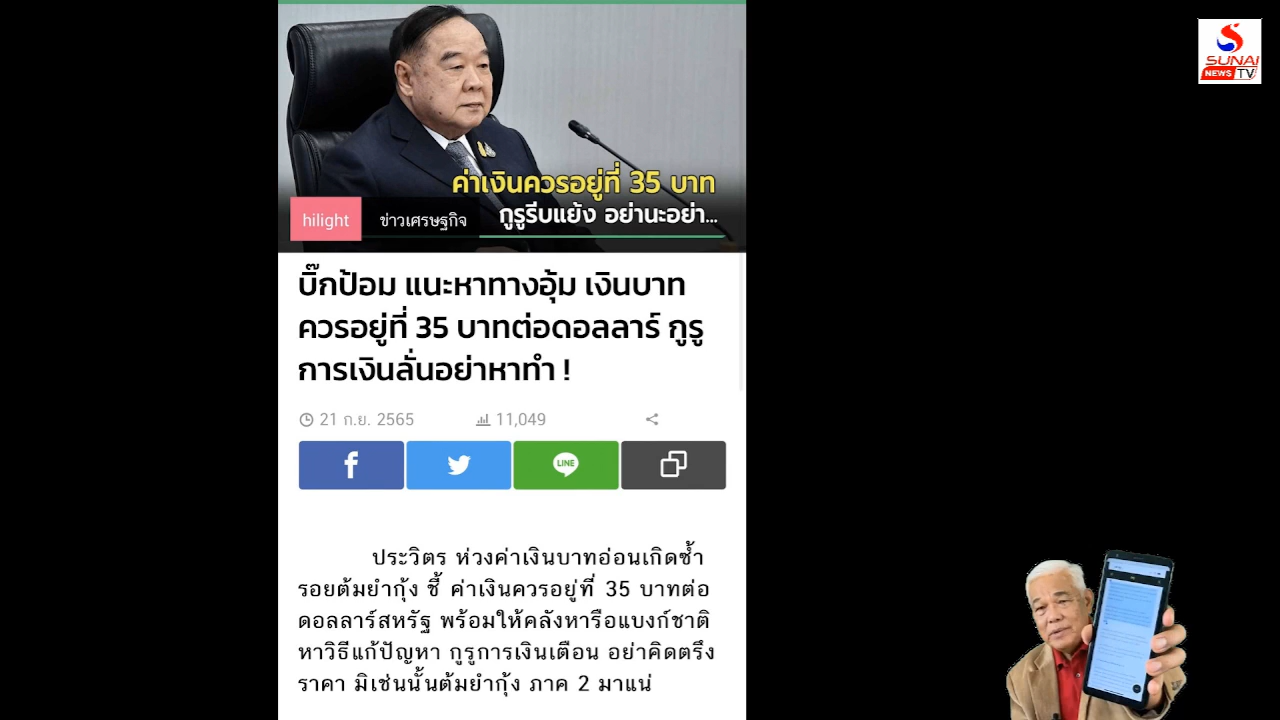 SUNAI
NEWS TV
ค่าเงินควรอยู่ที่ 35 บาท
กูรูรีบแย้ง อย่านะอย่า...
hilight
ข่าวเศรษฐกิจ
บิ๊กป้อม แนะหาทางอุ้ม เงินบาท
ควรอยู่ที่ 35 บาทต่อดอลลาร์ กูรู
การเงินลั่นอย่าหาทำ !
21 ก.ย. 2565 11,049
LINE
ประวิตร ห่วงค่าเงินบาทอ่อนเกิดซ้ำ
รอยต้มยำกุ้ง ชี้ ค่าเงินควรอยู่ที่ 35 บาทต่อ
ดอลลาร์สหรัฐ พร้อมให้คลังหารือแบงก์ชาติ
หาวิธีแก้ปัญหา กูรูการเงินเตือน อย่าคิดตรึง
ราคา มิเช่นนั้นต้มยำกุ้ง ภาค 2 มาแน่